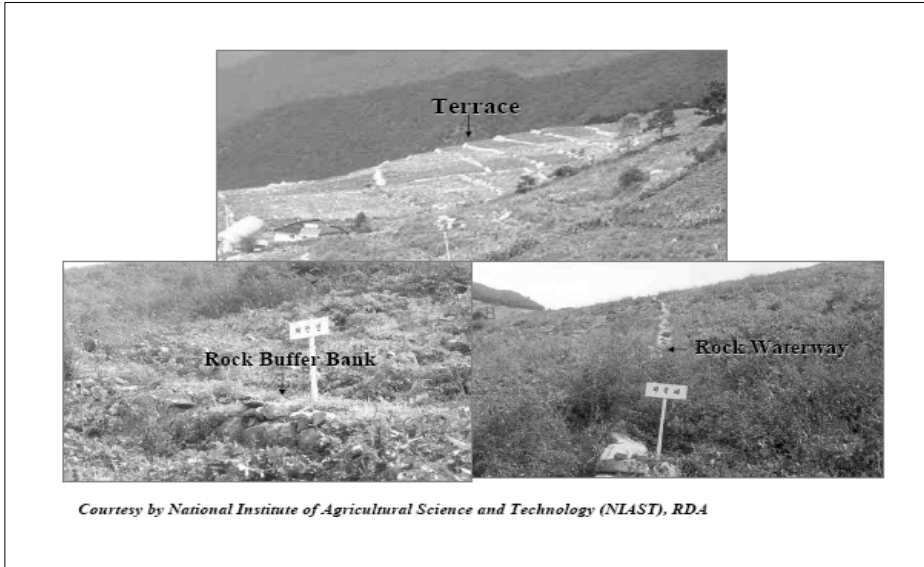 Terrace
Rock Buffer Bank
Rock Waterway
Courtesy by National Institute of Agricultural Science and Technology (NIAST), RDA